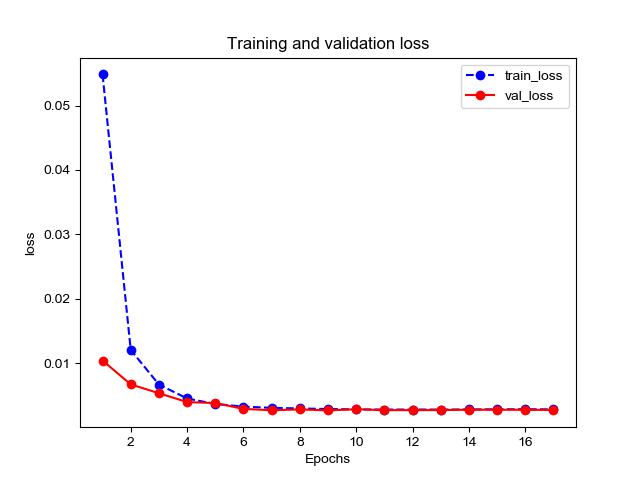 Training and validation loss
train_loss
val_loss
loss
0.05
0.04
0.03
0.02
0.01
2 4 6 8 10 12 14 16
Epochs